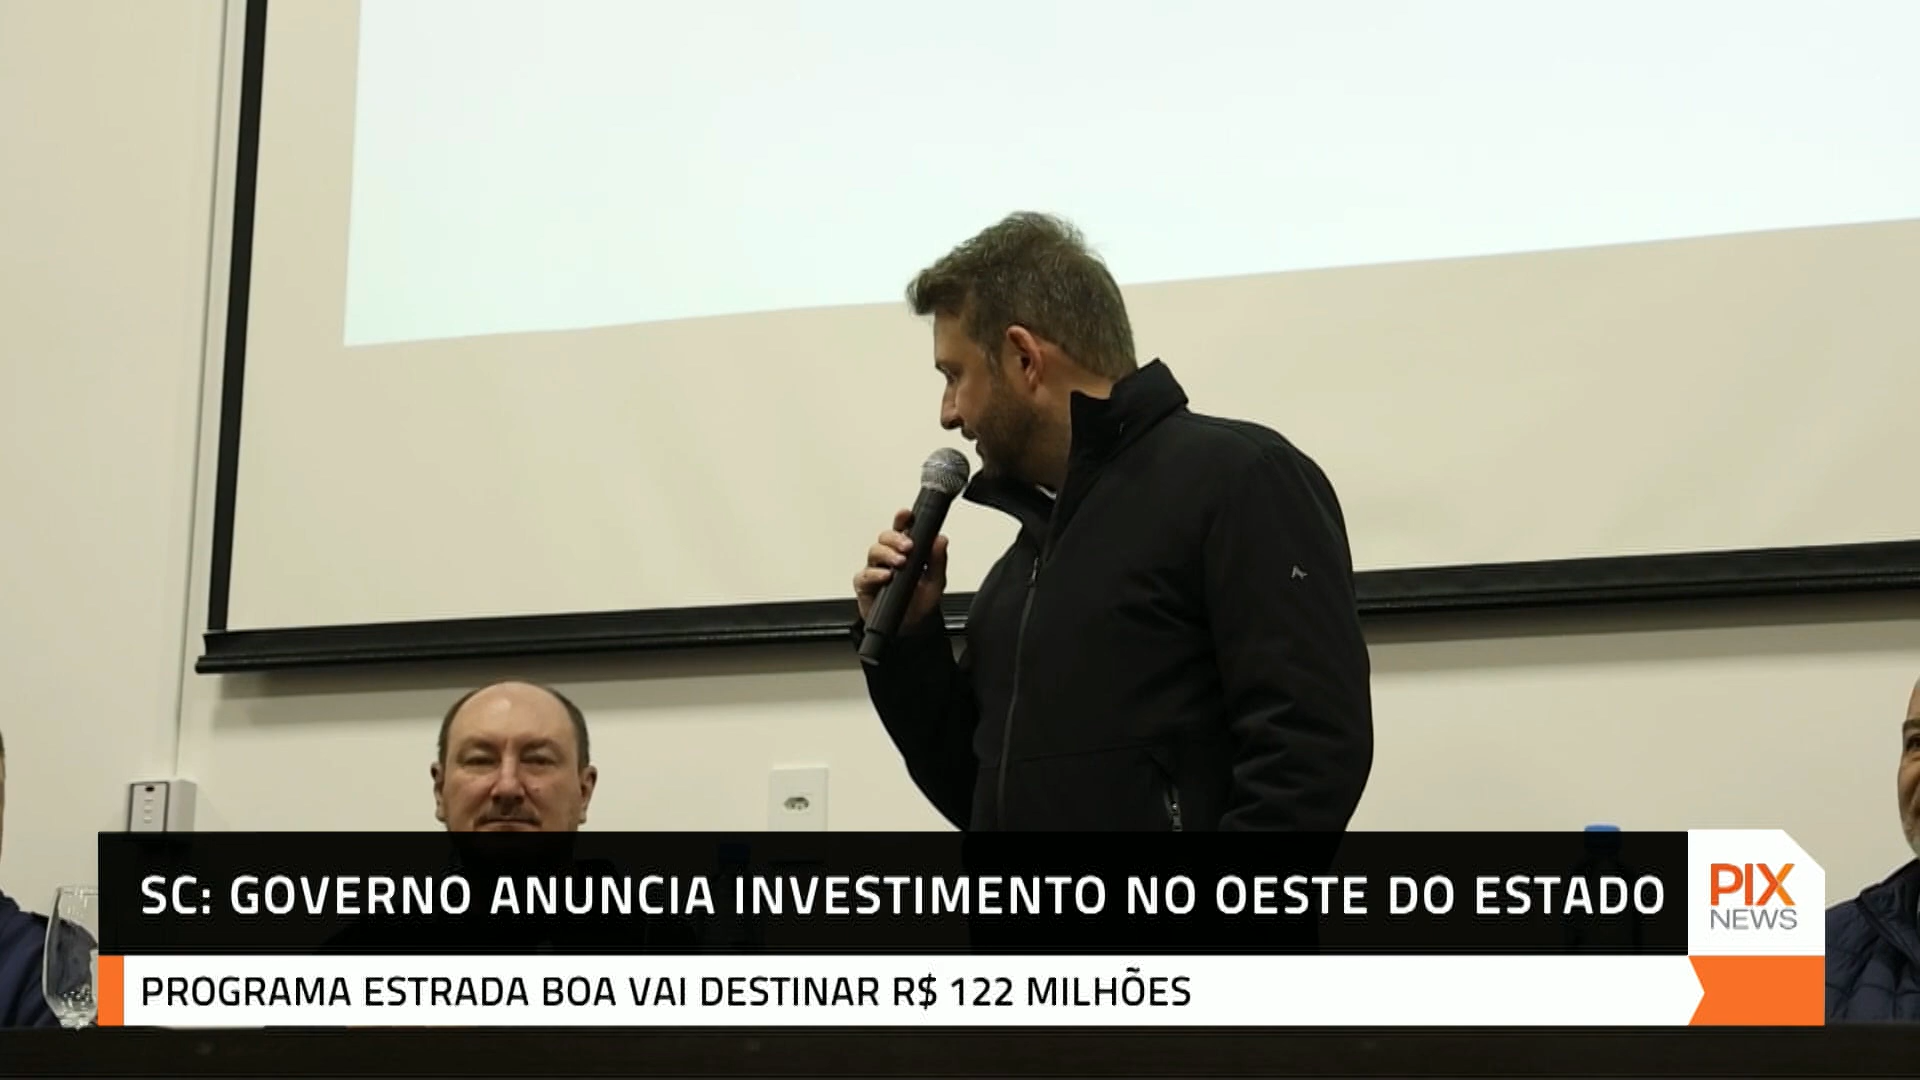 SC: GOVERNO ANUNCIA INVESTIMENTO NO OESTE DO ESTADO
PIX
NEWS
PROGRAMA ESTRADA BOA VAI DESTINAR R$ 122 MILHÕES